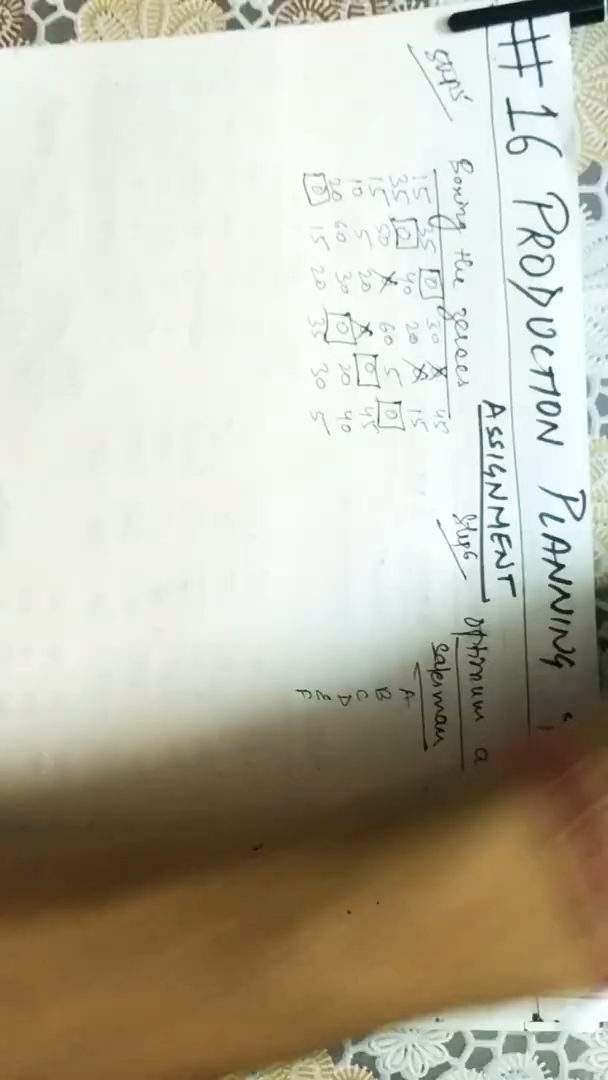 # 16 PRODUCTION PLANNING
ASSIGNMENT
Step5 Boxing the zeroes
15 35 0 30 X 45
35 0 40 20 X 15
15 50 X 60 5 0
10 5 20 X 0 45
20 60 30 0 20 40
0 15 20 35 30 5
Step6 optimum a
Salesman
A
B
C
D
E
F